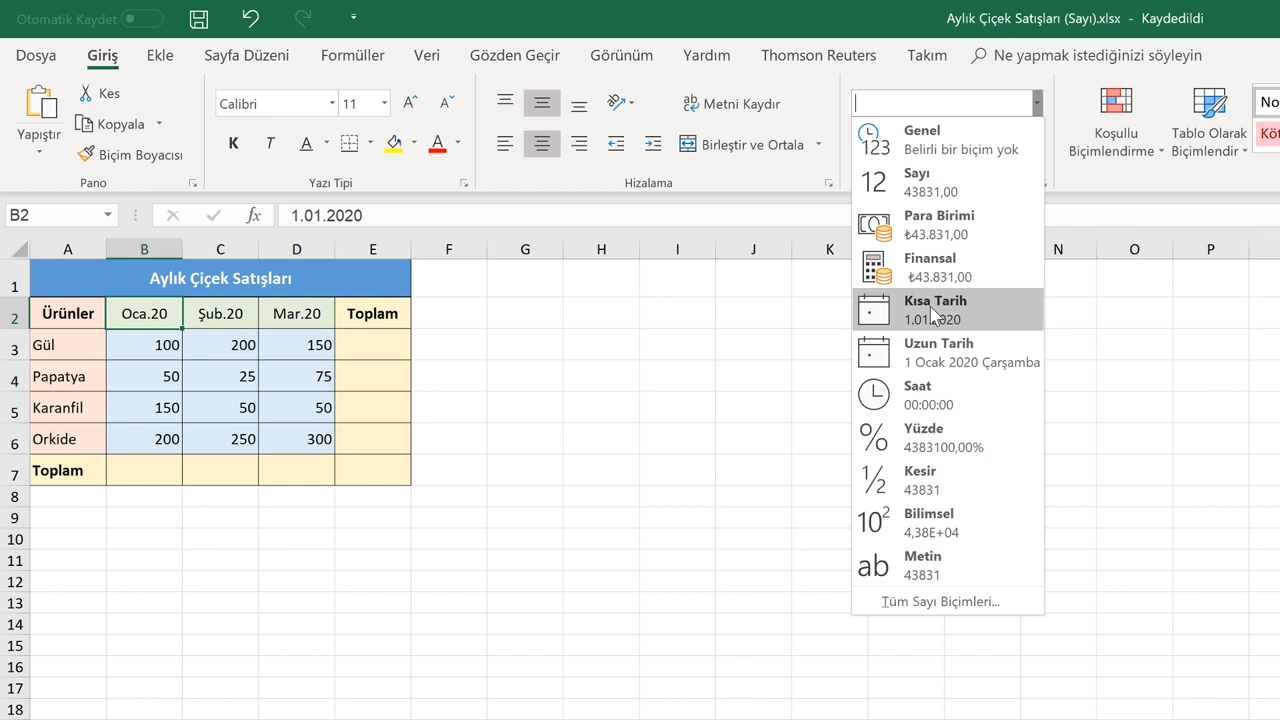 Otomatik Kaydet
Aylık Çiçek Satışları (Sayı).xlsx - Kaydedildi
Dosya Giriş Ekle Sayfa Düzeni Formüller Veri Gözden Geçir Görünüm Yardım Thomson Reuters Takım Ne yapmak istediğinizi söyleyin
Yapıştır
Kes
Kopyala
Biçim Boyacısı
Pano
Calibri 11
K T A A
Yazı Tipi
ab Metni Kaydır
Birleştir ve Ortala
Hizalama
Koşullu
Biçimlendirme
Tablo Olarak
Biçimlendir
No
Köt
B2 fx 1.01.2020
A B C D E F G H I J K N O P
1 Aylık Çiçek Satışları
2 Ürünler Oca.20 Şub.20 Mar.20 Toplam
3 Gül 100 200 150
4 Papatya 50 25 75
5 Karanfil 150 50 50
6 Orkide 200 250 300
7 Toplam
8
9
10
11
12
13
14
15
16
17
18
123 Genel
Belirli bir biçim yok
12 Sayı
43831,00
Para Birimi
₺43.831,00
Finansal
₺43.831,00
Kısa Tarih
1.01.2020
Uzun Tarih
1 Ocak 2020 Çarşamba
Saat
00:00:00
% Yüzde
4383100,00%
½ Kesir
43831
10² Bilimsel
4,38E+04
ab Metin
43831
Tüm Sayı Biçimleri...